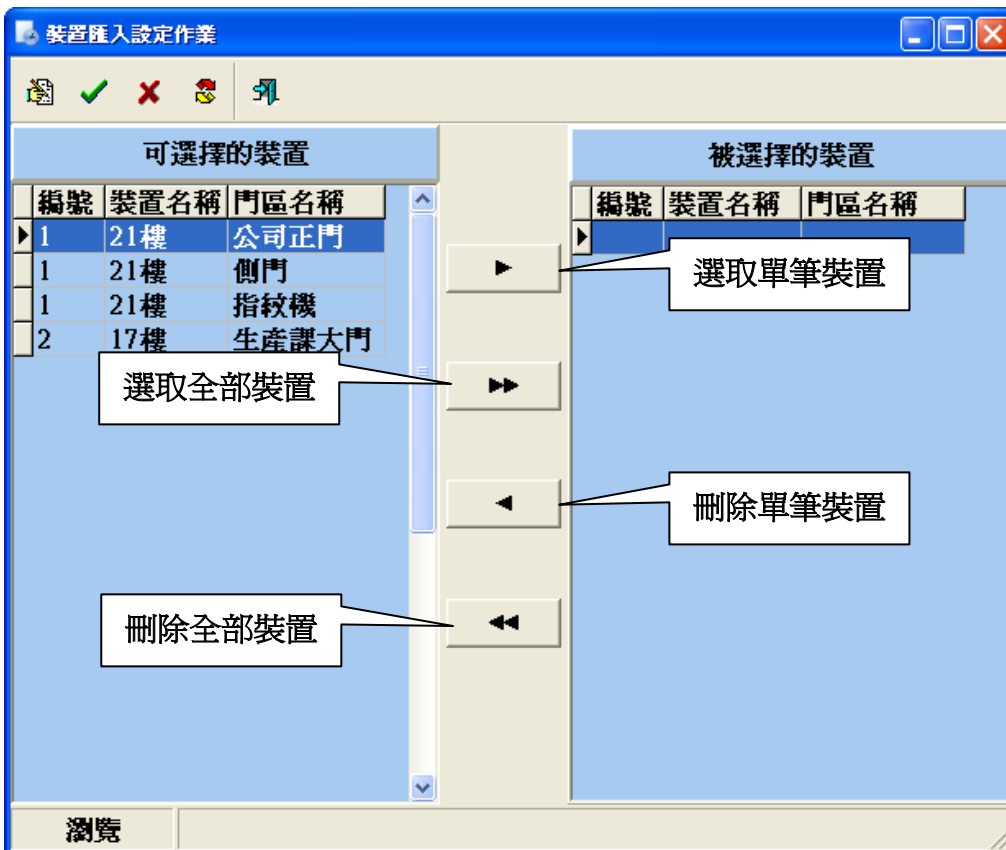 裝置匯入設定作業
可選擇的裝置
編號 裝置名稱 門區名稱
1 21樓 公司正門
1 21樓 側門
1 21樓 指紋機
2 17樓 生產課大門
被選擇的裝置
編號 裝置名稱 門區名稱
選取單筆裝置
選取全部裝置
刪除單筆裝置
刪除全部裝置
瀏覽